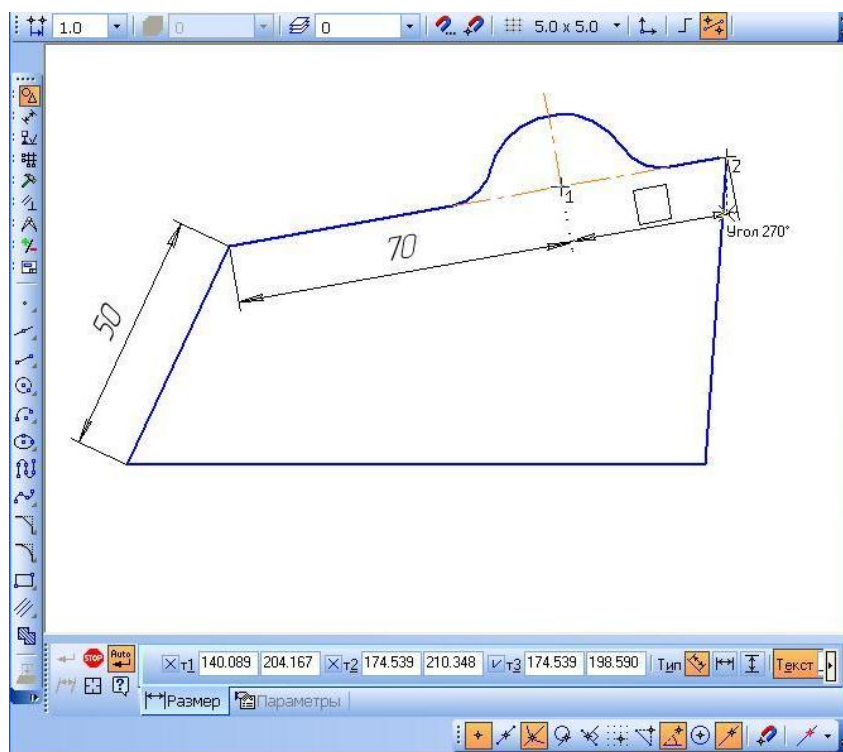 1.0 0 0 5.0 x 5.0
2
1
Угол 270°
70
50
STOP Auto т1 140.089 204.167 т2 174.539 210.348 т3 174.539 198.590 Тип Текст
Размер Параметры